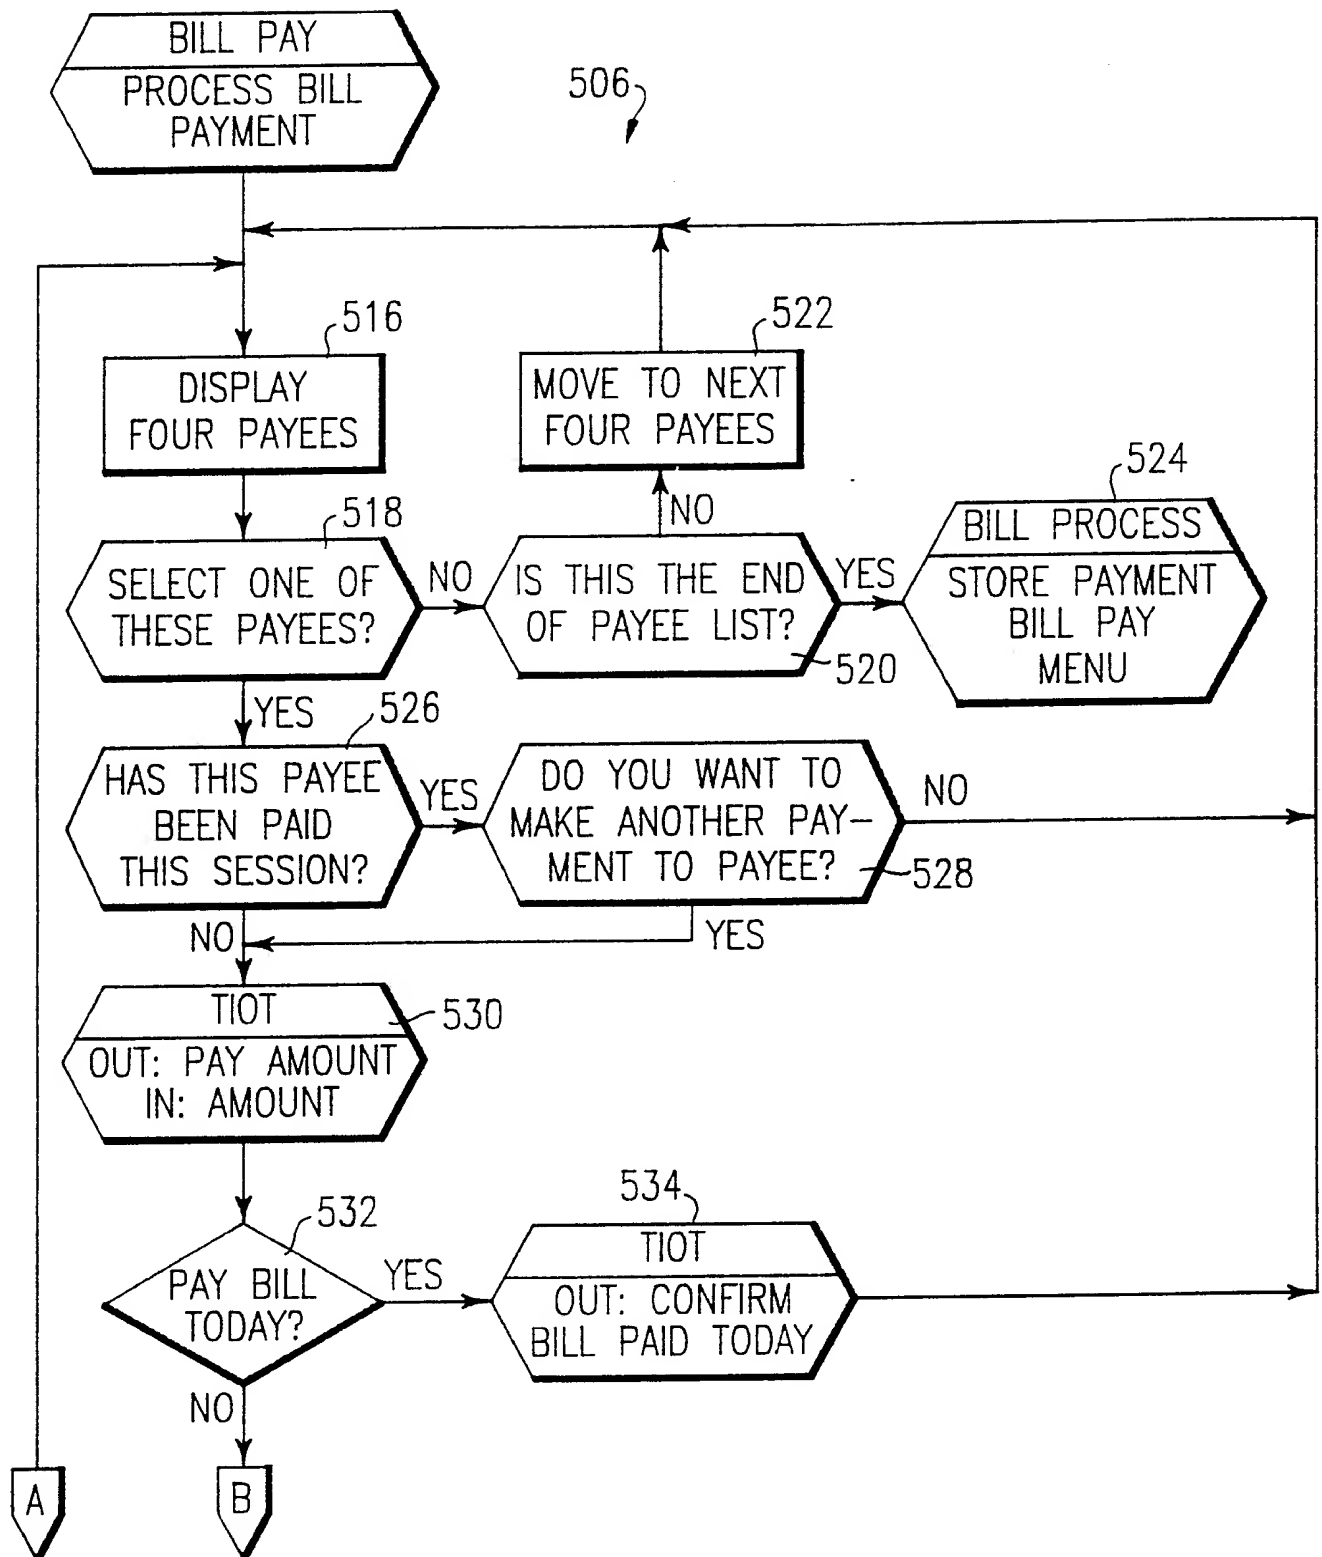 BILL PAY
PROCESS BILL
PAYMENT
506
516
DISPLAY
FOUR PAYEES
522
MOVE TO NEXT
FOUR PAYEES
518
SELECT ONE OF
THESE PAYEES?
NO
NO
IS THIS THE END
OF PAYEE LIST?
520
YES
524
BILL PROCESS
STORE PAYMENT
BILL PAY
MENU
YES
526
HAS THIS PAYEE
BEEN PAID
THIS SESSION?
YES
DO YOU WANT TO
MAKE ANOTHER PAY-
MENT TO PAYEE?
528
NO
NO
YES
TIOT
530
OUT: PAY AMOUNT
IN: AMOUNT
532
PAY BILL
TODAY?
YES
534
TIOT
OUT: CONFIRM
BILL PAID TODAY
NO
A
B